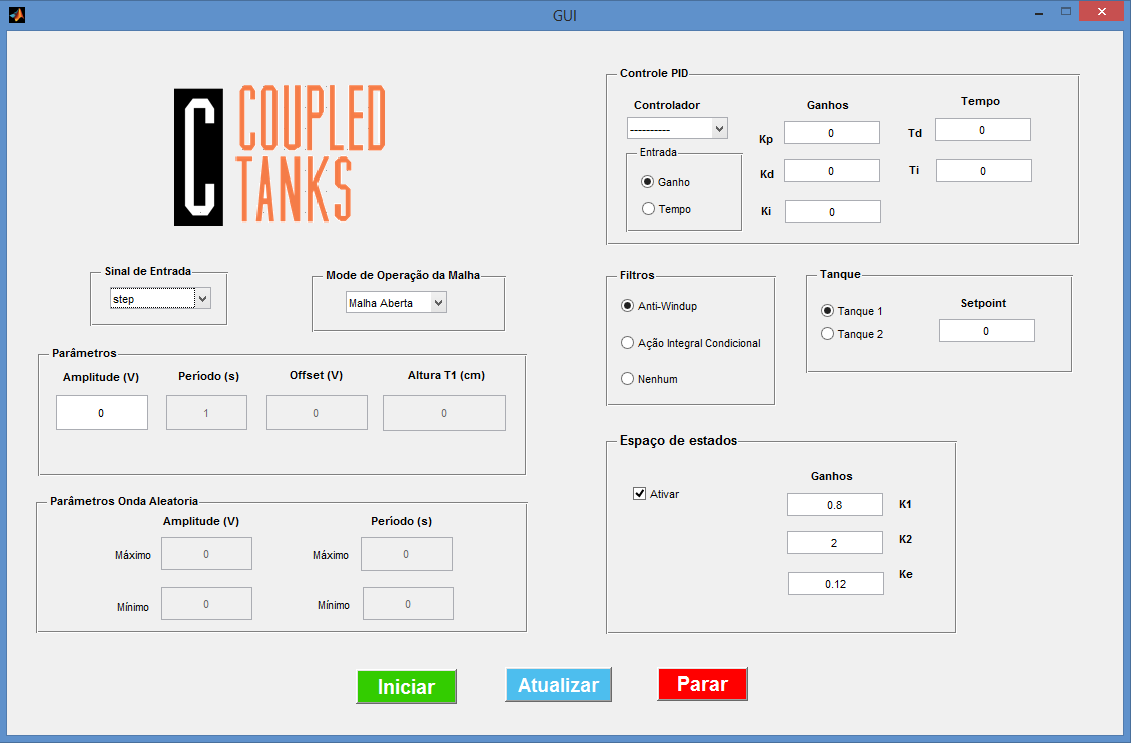 GUI
C COUPLED
TANKS
Sinal de Entrada
step
Mode de Operação da Malha
Malha Aberta
Parâmetros
Amplitude (V) Período (s) Offset (V) Altura T1 (cm)
0 1 0 0
Parâmetros Onda Aleatoria
Amplitude (V) Período (s)
Máximo 0 Máximo 0
Mínimo 0 Mínimo 0
Controle PID
Controlador Ganhos Tempo
----------
Kp 0 Td 0
Entrada
Ganho
Tempo
Kd 0 Ti 0
Ki 0
Filtros
Anti-Windup
Ação Integral Condicional
Nenhum
Tanque
Tanque 1
Tanque 2
Setpoint
0
Espaço de estados
Ativar
Ganhos
0.8 K1
2 K2
0.12 Ke
Iniciar Atualizar Parar